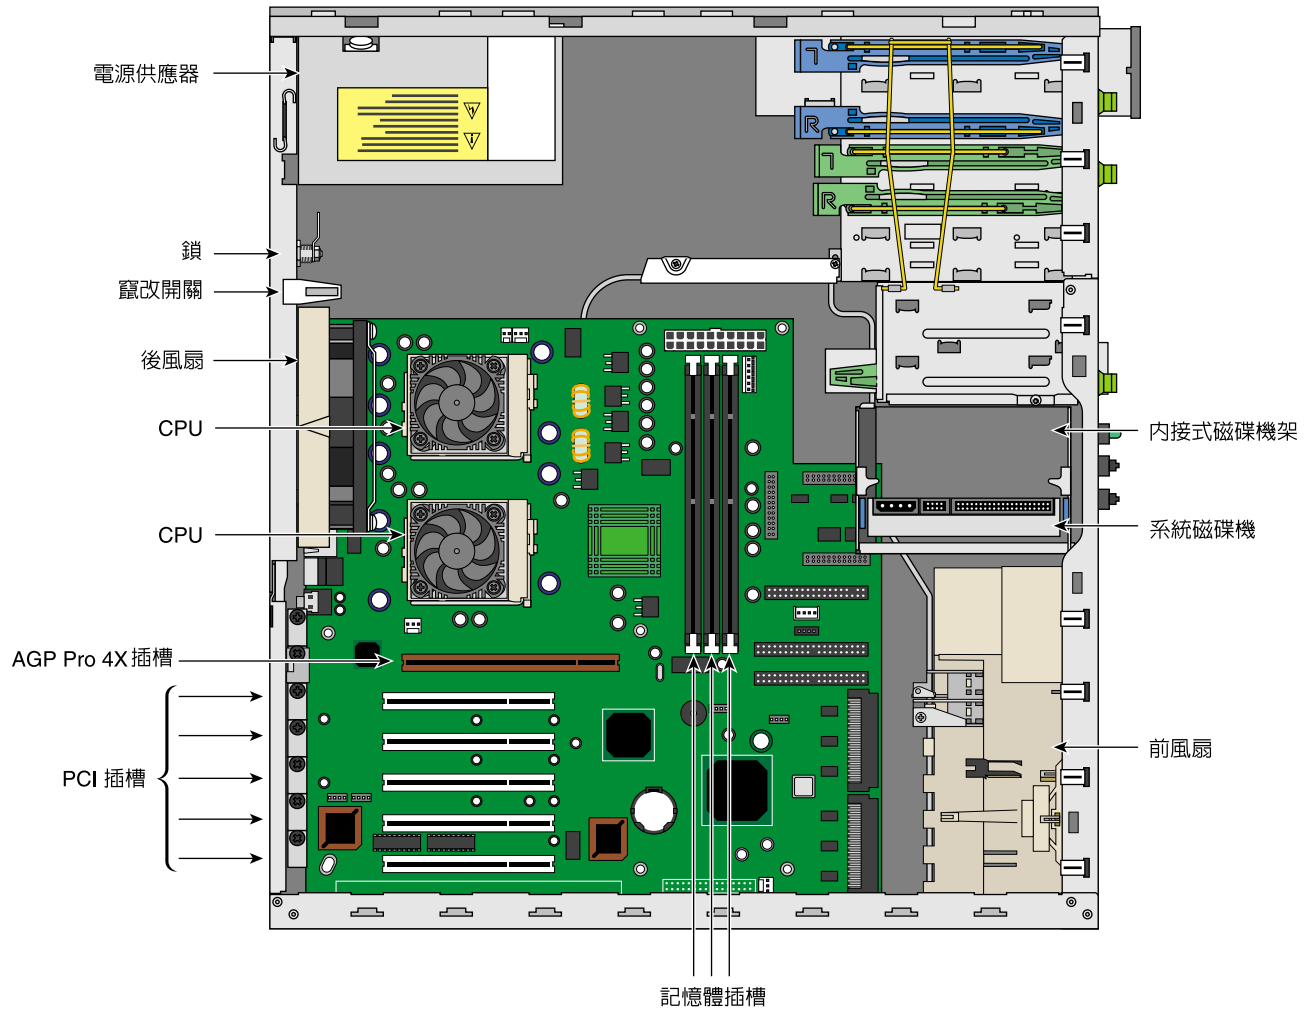 電源供應器
鎖
竄改開關
後風扇
CPU
CPU
AGP Pro 4X 插槽
PCI 插槽
L
R
L
R
內接式磁碟機架
系統磁碟機
前風扇
記憶體插槽